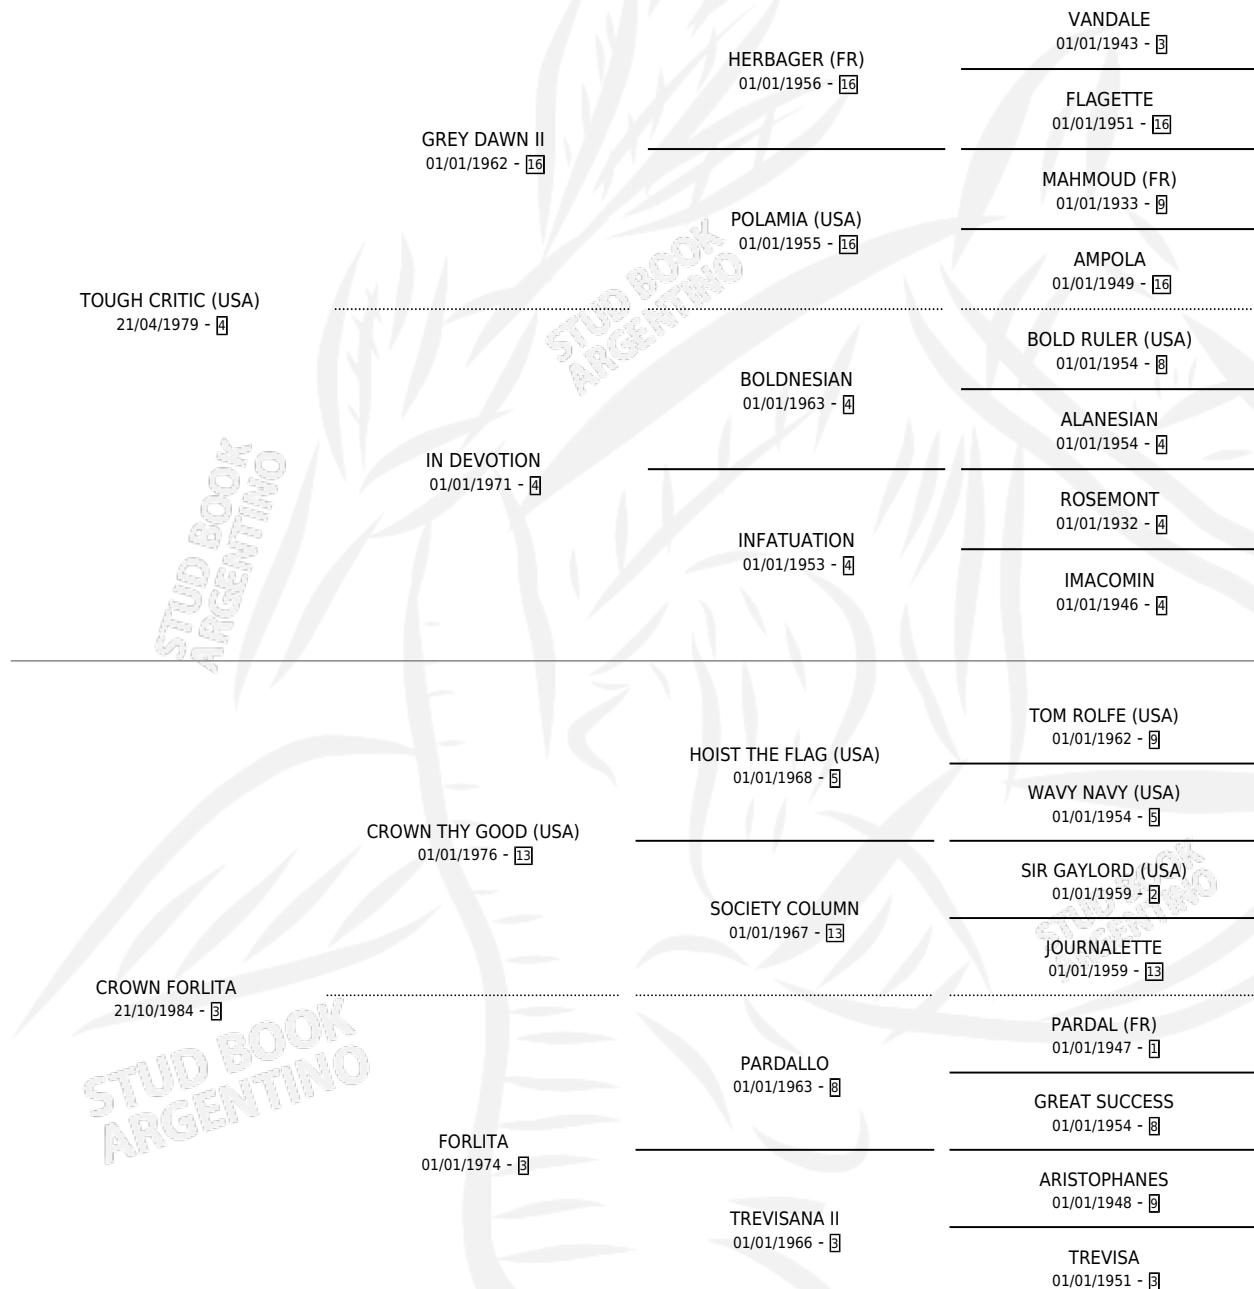 TOUGH CRITIC (USA)
21/04/1979 - 4
GREY DAWN II
01/01/1962 - 16
HERBAGER (FR)
01/01/1956 - 16
VANDALE
01/01/1943 - 3
FLAGETTE
01/01/1951 - 16
POLAMIA (USA)
01/01/1955 - 16
MAHMOUD (FR)
01/01/1933 - 9
AMPOLA
01/01/1949 - 16
IN DEVOTION
01/01/1971 - 4
BOLDNESIAN
01/01/1963 - 4
BOLD RULER (USA)
01/01/1954 - 8
ALANESIAN
01/01/1954 - 4
INFATUATION
01/01/1953 - 4
ROSEMONT
01/01/1932 - 4
IMACOMIN
01/01/1946 - 4
CROWN FORLITA
21/10/1984 - 3
CROWN THY GOOD (USA)
01/01/1976 - 13
HOIST THE FLAG (USA)
01/01/1968 - 5
TOM ROLFE (USA)
01/01/1962 - 9
WAVY NAVY (USA)
01/01/1954 - 5
SOCIETY COLUMN
01/01/1967 - 13
SIR GAYLORD (USA)
01/01/1959 - 2
JOURNALETTE
01/01/1959 - 13
FORLITA
01/01/1974 - 3
PARDALLO
01/01/1963 - 8
PARDAL (FR)
01/01/1947 - 1
GREAT SUCCESS
01/01/1954 - 8
TREVISANA II
01/01/1966 - 3
ARISTOPHANES
01/01/1948 - 9
TREVISA
01/01/1951 - 3
STUD BOOK
ARGENTINO
STUD BOOK
ARGENTINO
STUD BOOK
ARGENTINO
STUD BOOK
ARGENTINO